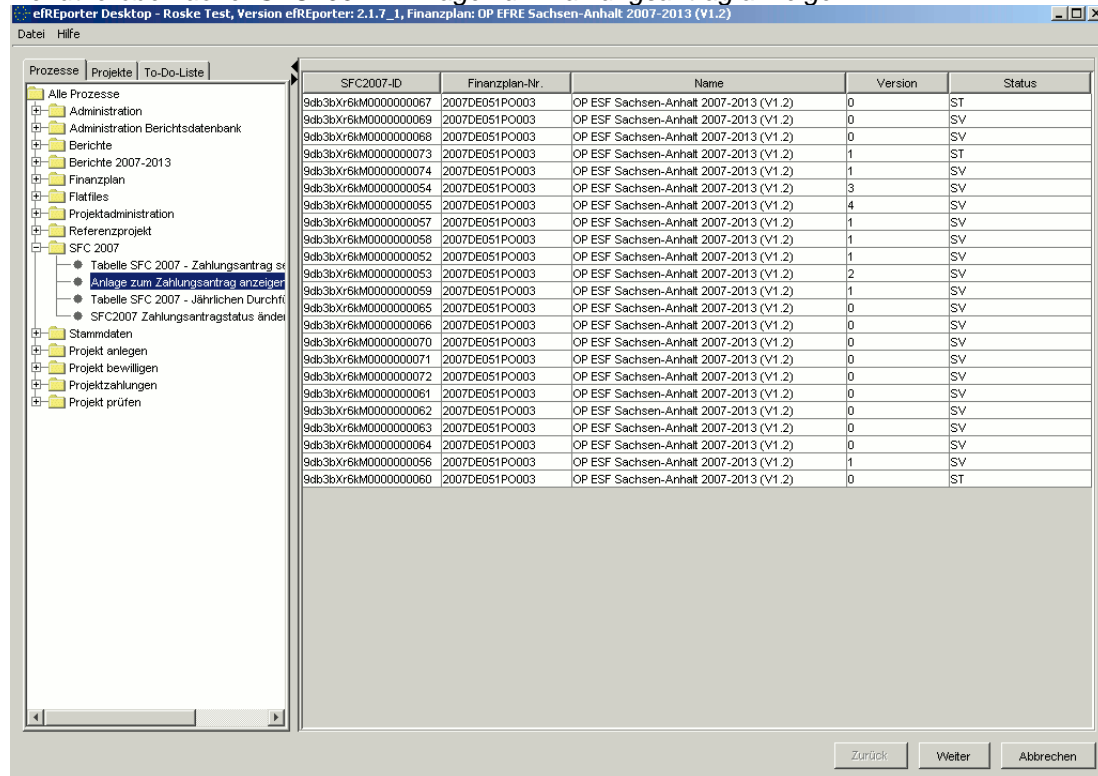 efREporter Desktop - Roske Test, Version efREporter: 2.1.7_1, Finanzplan: OP EFRE Sachsen-Anhalt 2007-2013 (V1.2)
Datei Hilfe
Prozesse Projekte To-Do-Liste
Alle Prozesse
Administration
Administration Berichtsdatenbank
Berichte
Berichte 2007-2013
Finanzplan
Flatfiles
Projektadministration
Referenzprojekt
SFC 2007
Tabelle SFC 2007 - Zahlungsantrag se
Anlage zum Zahlungsantrag anzeigen
Tabelle SFC 2007 - Jährlichen Durchfü
SFC2007 Zahlungsantragstatus änder
Stammdaten
Projekt anlegen
Projekt bewilligen
Projektzahlungen
Projekt prüfen
SFC2007-ID Finanzplan-Nr. Name Version Status
9db3bXr6kM0000000067 2007DE051PO003 OP ESF Sachsen-Anhalt 2007-2013 (V1.2) 0 ST
9db3bXr6kM0000000069 2007DE051PO003 OP ESF Sachsen-Anhalt 2007-2013 (V1.2) 0 SV
9db3bXr6kM0000000068 2007DE051PO003 OP ESF Sachsen-Anhalt 2007-2013 (V1.2) 0 SV
9db3bXr6kM0000000073 2007DE051PO003 OP ESF Sachsen-Anhalt 2007-2013 (V1.2) 1 ST
9db3bXr6kM0000000074 2007DE051PO003 OP ESF Sachsen-Anhalt 2007-2013 (V1.2) 1 SV
9db3bXr6kM0000000054 2007DE051PO003 OP ESF Sachsen-Anhalt 2007-2013 (V1.2) 3 SV
9db3bXr6kM0000000055 2007DE051PO003 OP ESF Sachsen-Anhalt 2007-2013 (V1.2) 4 SV
9db3bXr6kM0000000057 2007DE051PO003 OP ESF Sachsen-Anhalt 2007-2013 (V1.2) 1 SV
9db3bXr6kM0000000058 2007DE051PO003 OP ESF Sachsen-Anhalt 2007-2013 (V1.2) 1 SV
9db3bXr6kM0000000052 2007DE051PO003 OP ESF Sachsen-Anhalt 2007-2013 (V1.2) 1 SV
9db3bXr6kM0000000053 2007DE051PO003 OP ESF Sachsen-Anhalt 2007-2013 (V1.2) 2 SV
9db3bXr6kM0000000059 2007DE051PO003 OP ESF Sachsen-Anhalt 2007-2013 (V1.2) 1 SV
9db3bXr6kM0000000065 2007DE051PO003 OP ESF Sachsen-Anhalt 2007-2013 (V1.2) 0 SV
9db3bXr6kM0000000066 2007DE051PO003 OP ESF Sachsen-Anhalt 2007-2013 (V1.2) 0 SV
9db3bXr6kM0000000070 2007DE051PO003 OP ESF Sachsen-Anhalt 2007-2013 (V1.2) 0 SV
9db3bXr6kM0000000071 2007DE051PO003 OP ESF Sachsen-Anhalt 2007-2013 (V1.2) 0 SV
9db3bXr6kM0000000072 2007DE051PO003 OP ESF Sachsen-Anhalt 2007-2013 (V1.2) 0 SV
9db3bXr6kM0000000061 2007DE051PO003 OP ESF Sachsen-Anhalt 2007-2013 (V1.2) 0 SV
9db3bXr6kM0000000062 2007DE051PO003 OP ESF Sachsen-Anhalt 2007-2013 (V1.2) 0 SV
9db3bXr6kM0000000063 2007DE051PO003 OP ESF Sachsen-Anhalt 2007-2013 (V1.2) 0 SV
9db3bXr6kM0000000064 2007DE051PO003 OP ESF Sachsen-Anhalt 2007-2013 (V1.2) 0 SV
9db3bXr6kM0000000056 2007DE051PO003 OP ESF Sachsen-Anhalt 2007-2013 (V1.2) 1 SV
9db3bXr6kM0000000060 2007DE051PO003 OP ESF Sachsen-Anhalt 2007-2013 (V1.2) 0 ST
Zurück Weiter Abbrechen